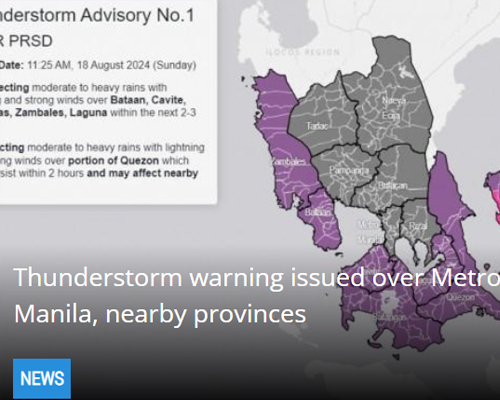 nderstorm Advisory No.1
R PRSD
Date: 11:25 AM, 18 August 2024 (Sunday)
ecting moderate to heavy rains with
g and strong winds over Bataan, Cavite,
as, Zambales, Laguna within the next 2-3
cting moderate to heavy rains with lightning
ng winds over portion of Quezon which
sist within 2 hours and may affect nearby
ILOCOS REGION
Nueva
Ecija
Tarlac
Zambales
Pampanga
Bulacan
Bataan
Metro
Manila
Rizal
Quezon
Batangas
Thunderstorm warning issued over Metro
Manila, nearby provinces
NEWS